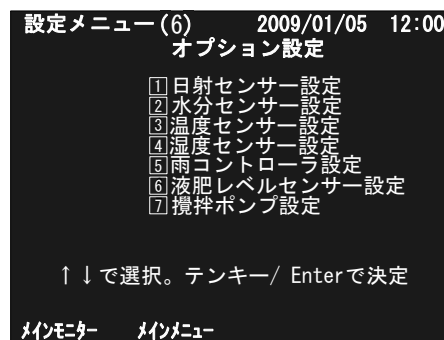 設定メニュー(6) 2009/01/05 12:00
オプション設定
1日射センサー設定
2水分センサー設定
3温度センサー設定
4湿度センサー設定
5雨コントローラ設定
6液肥レベルセンサー設定
7攪拌ポンプ設定
↑↓で選択。テンキー/ Enterで決定
メインモニター メインメニュー